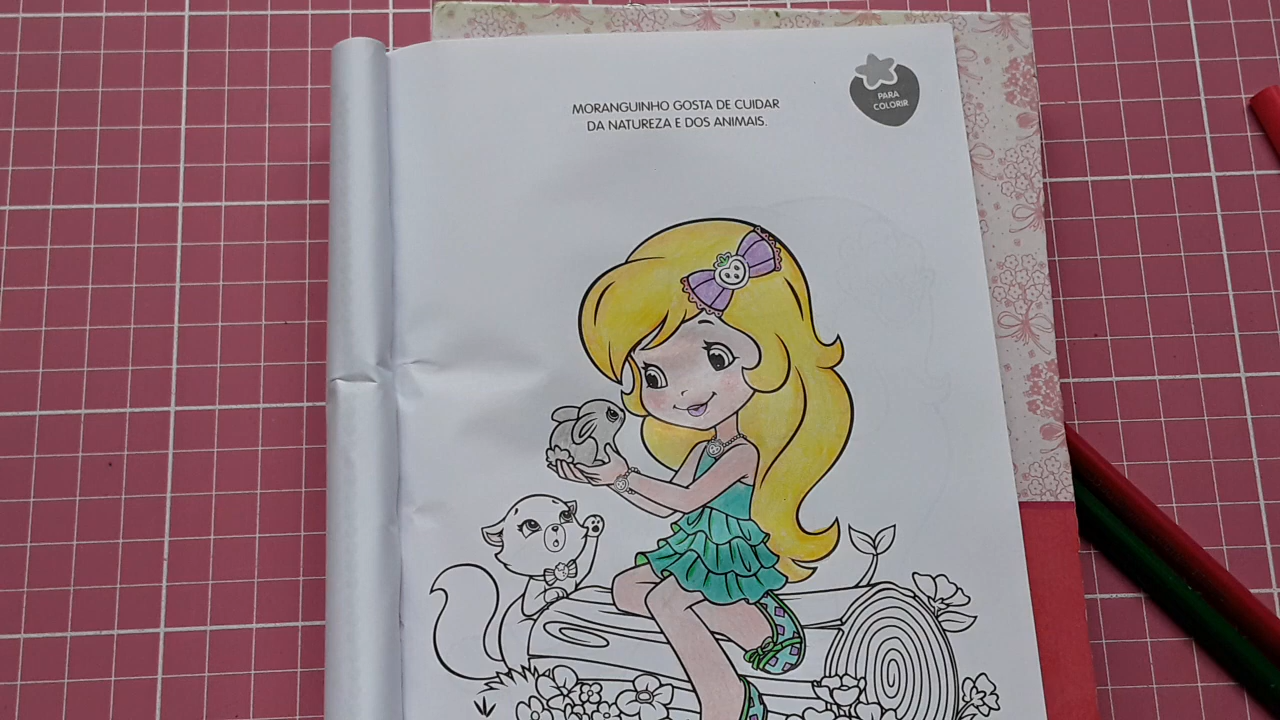 MORANGUINHO GOSTA DE CUIDAR
DA NATUREZA E DOS ANIMAIS.
PARA
COLORIR